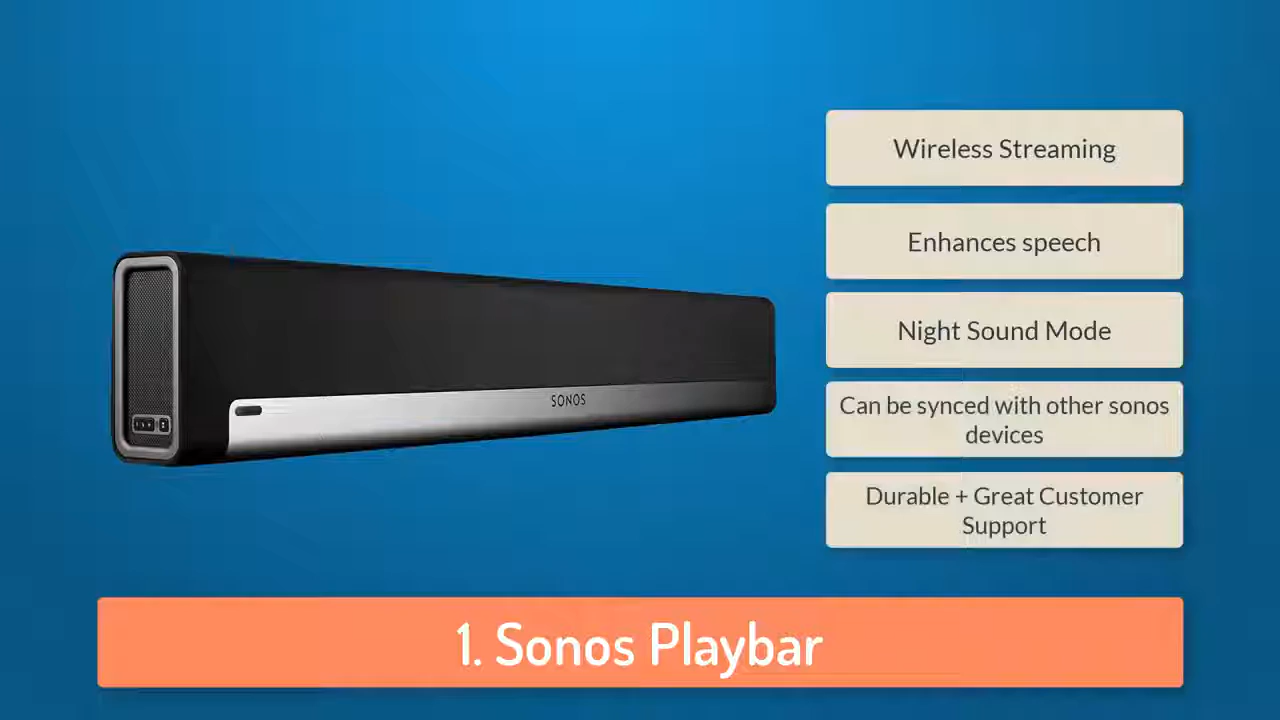 Wireless Streaming
Enhances speech
Night Sound Mode
Can be synced with other sonos
devices
Durable + Great Customer
Support
SONOS
1. Sonos Playbar